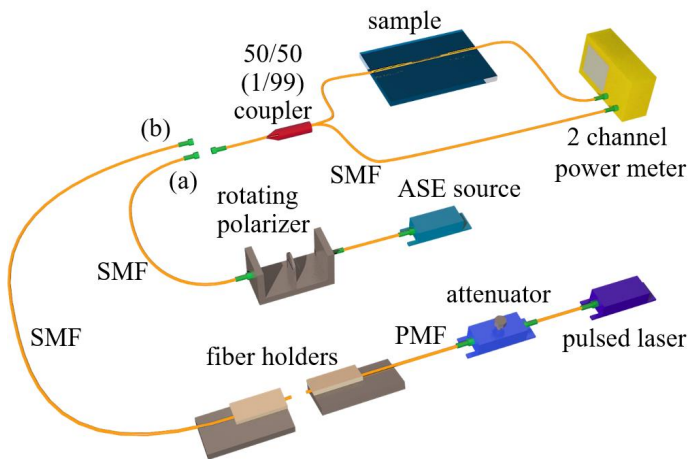 sample
50/50
(1/99)
coupler
(b)
(a)
SMF
2 channel
power meter
rotating
polarizer
ASE source
SMF
SMF
attenuator
PMF
pulsed laser
fiber holders